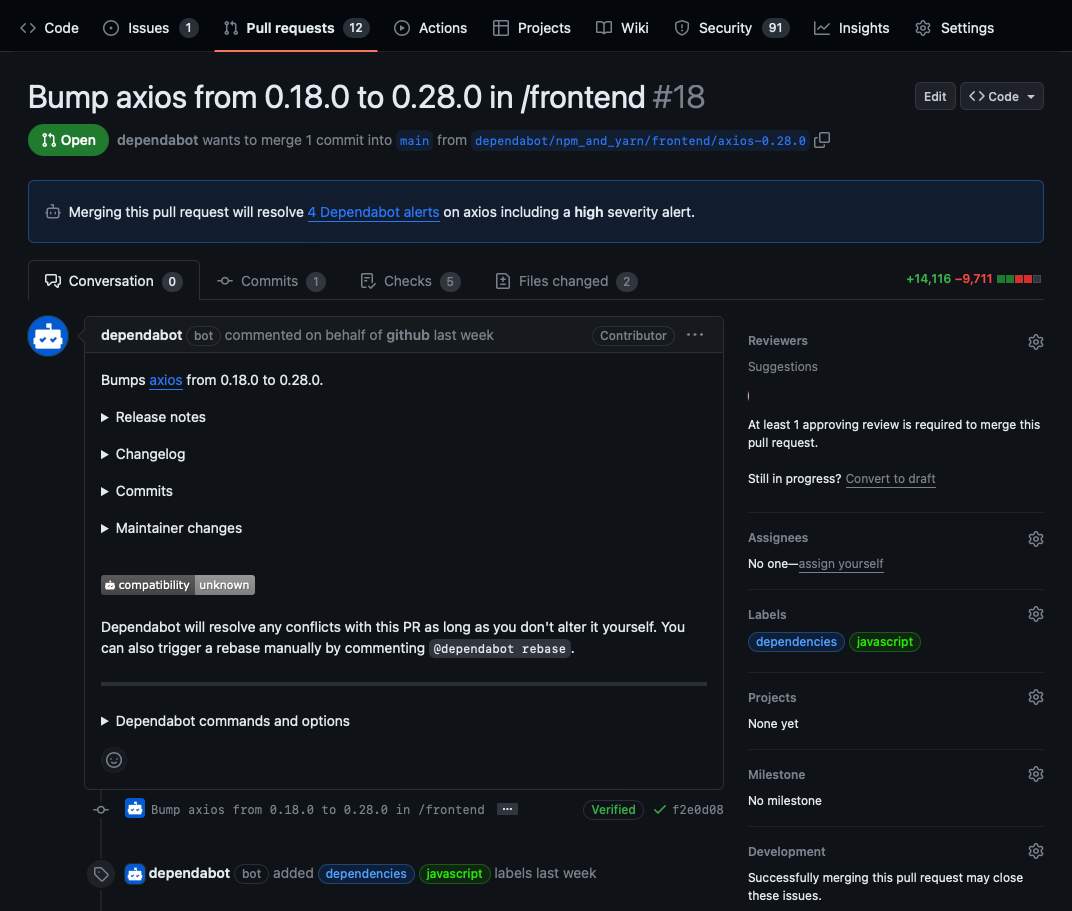 Code Issues 1 Pull requests 12 Actions Projects Wiki Security 91 Insights Settings
Bump axios from 0.18.0 to 0.28.0 in /frontend #18
Edit <> Code
Open dependabot wants to merge 1 commit into main from dependabot/npm_and_yarn/frontend/axios-0.28.0
Merging this pull request will resolve 4 Dependabot alerts on axios including a high severity alert.
Conversation 0 Commits 1 Checks 5 Files changed 2 +14,116 −9,711
dependabot bot commented on behalf of github last week Contributor ...
Bumps axios from 0.18.0 to 0.28.0.
Release notes
Changelog
Commits
Maintainer changes
compatibility unknown
Dependabot will resolve any conflicts with this PR as long as you don't alter it yourself. You
can also trigger a rebase manually by commenting @dependabot rebase.
Dependabot commands and options
Bump axios from 0.18.0 to 0.28.0 in /frontend ... Verified f2e0d08
dependabot bot added dependencies javascript labels last week
Reviewers
Suggestions
At least 1 approving review is required to merge this
pull request.
Still in progress? Convert to draft
Assignees
No one—assign yourself
Labels
dependencies javascript
Projects
None yet
Milestone
No milestone
Development
Successfully merging this pull request may close
these issues.